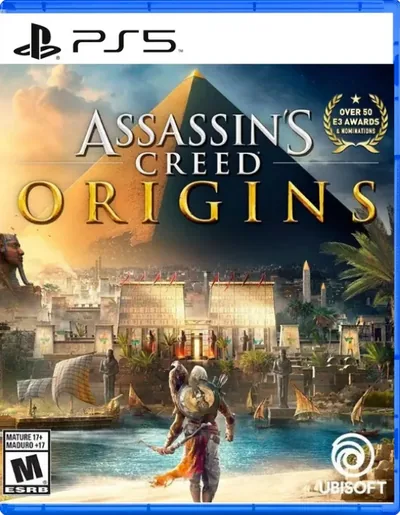 PS5
ASSASSIN'S
CREED
ORIGINS
OVER 50
E3 AWARDS
& NOMINATIONS
MATURE 17+
MADURO +17
M
ESRB
UBISOFT